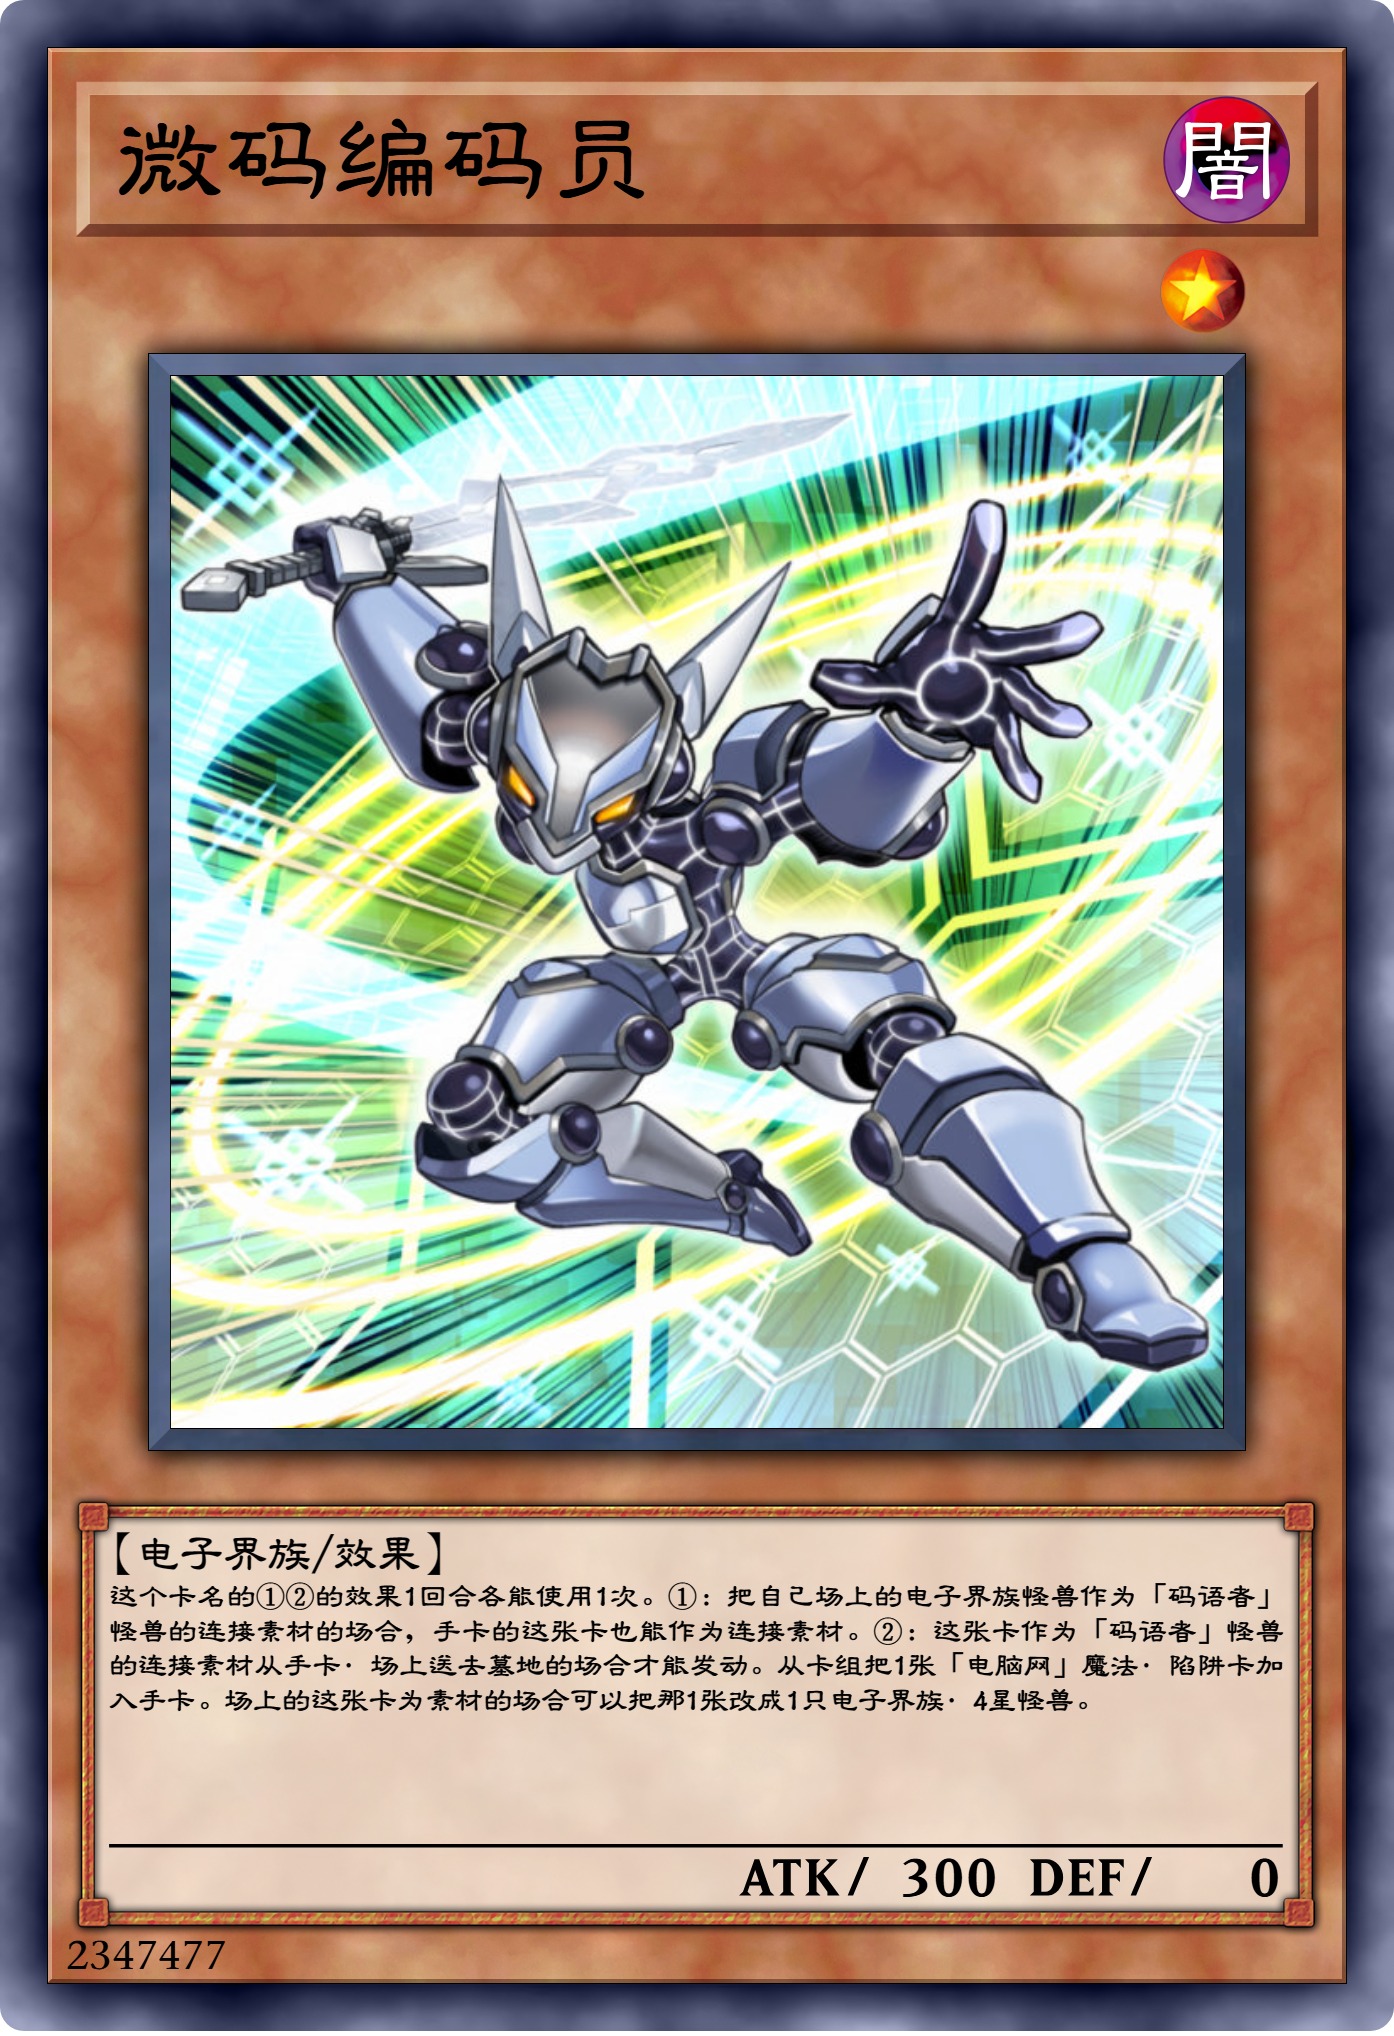 微码编码员
闇
【电子界族/效果】
这个卡名的①②的效果1回合各能使用1次。①：把自己场上的电子界族怪兽作为「码语者」
怪兽的连接素材的场合，手卡的这张卡也能作为连接素材。②：这张卡作为「码语者」怪兽
的连接素材从手卡·场上送去墓地的场合才能发动。从卡组把1张「电脑网」魔法·陷阱卡加
入手卡。场上的这张卡为素材的场合可以把那1张改成1只电子界族·4星怪兽。
ATK/ 300 DEF/ 0
2347477